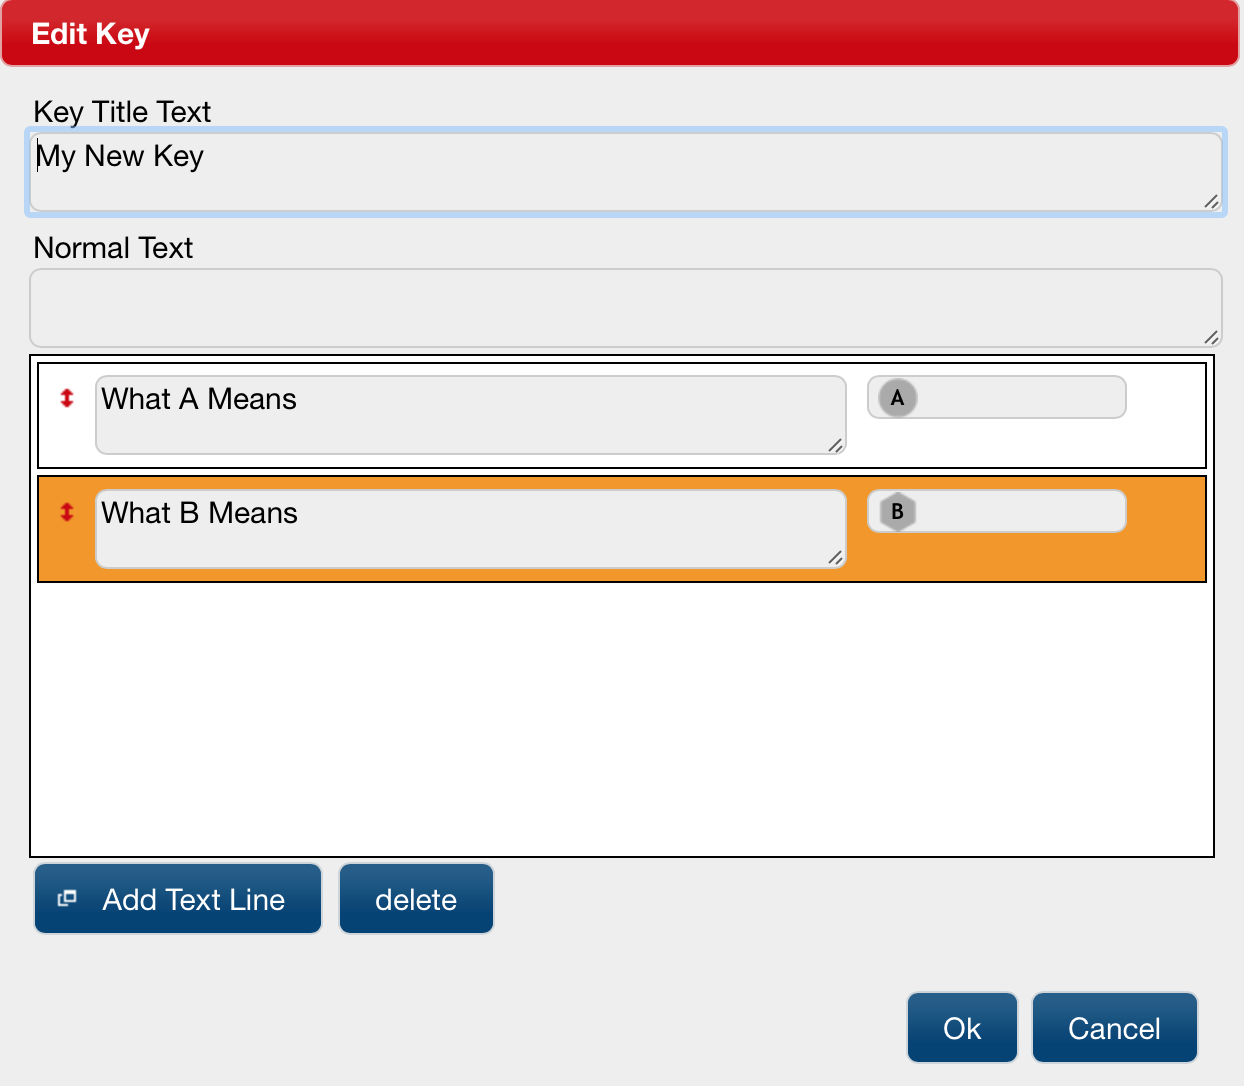 Edit Key
Key Title Text
My New Key
Normal Text
What A Means A
What B Means B
Add Text Line delete
Ok Cancel